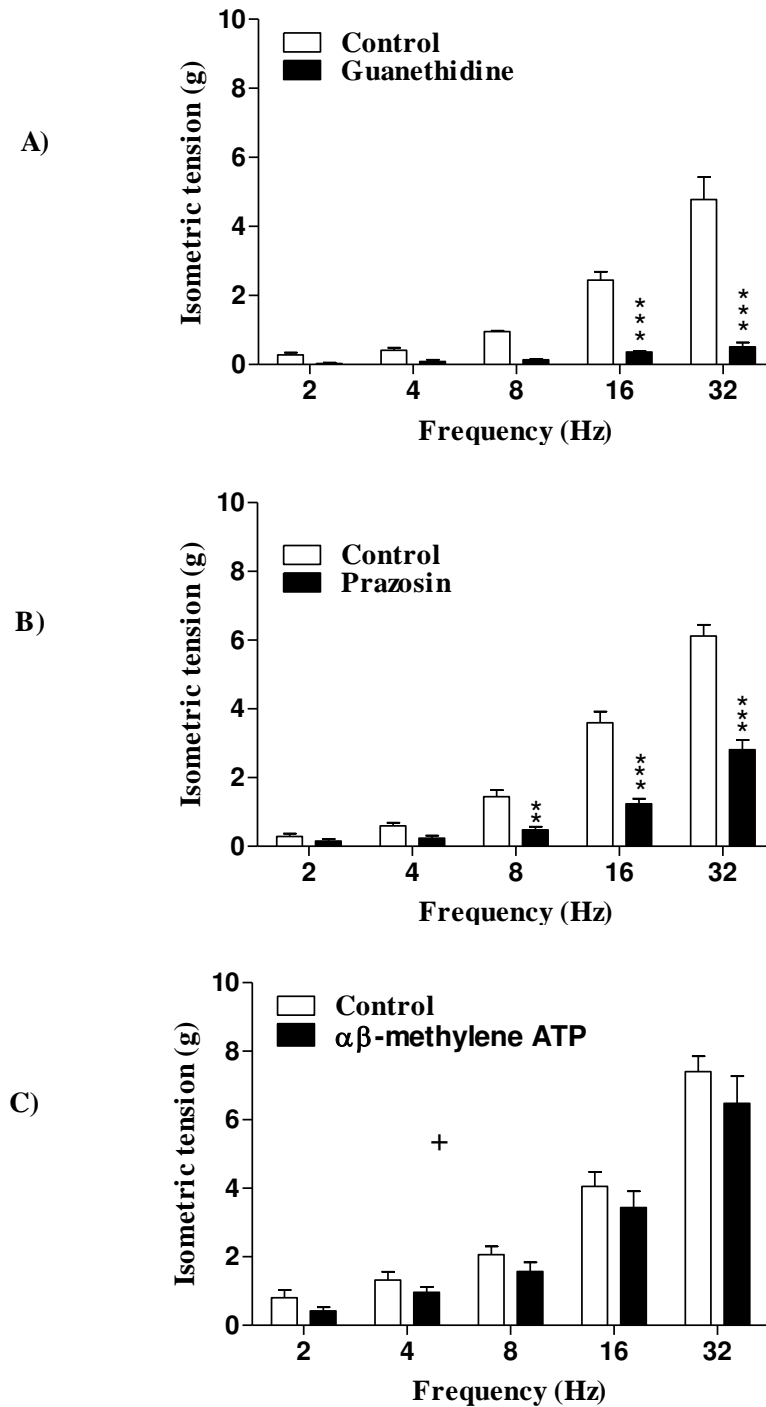 A)
Isometric tension (g)
10
8
6
4
2
0
Control
Guanethidine
***
***
2 4 8 16 32
Frequency (Hz)
B)
Isometric tension (g)
10
8
6
4
2
0
Control
Prazosin
**
***
***
2 4 8 16 32
Frequency (Hz)
C)
Isometric tension (g)
10
8
6
4
2
0
Control
αβ-methylene ATP
+
2 4 8 16 32
Frequency (Hz)